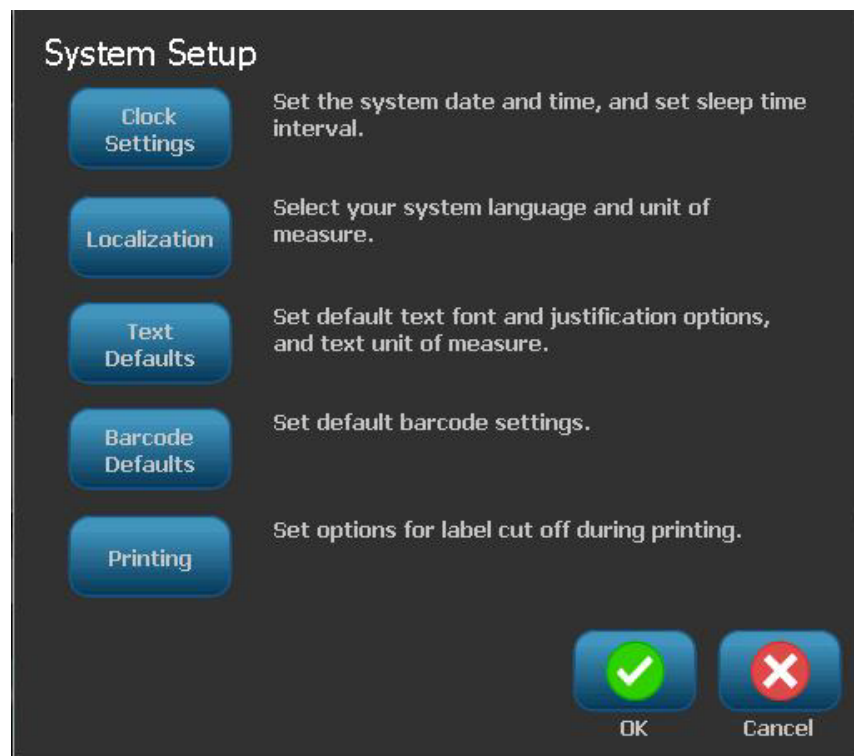 System Setup
Clock
Settings
Set the system date and time, and set sleep time
interval.
Localization
Select your system language and unit of
measure.
Text
Defaults
Set default text font and justification options,
and text unit of measure.
Barcode
Defaults
Set default barcode settings.
Printing
Set options for label cut off during printing.
OK
Cancel